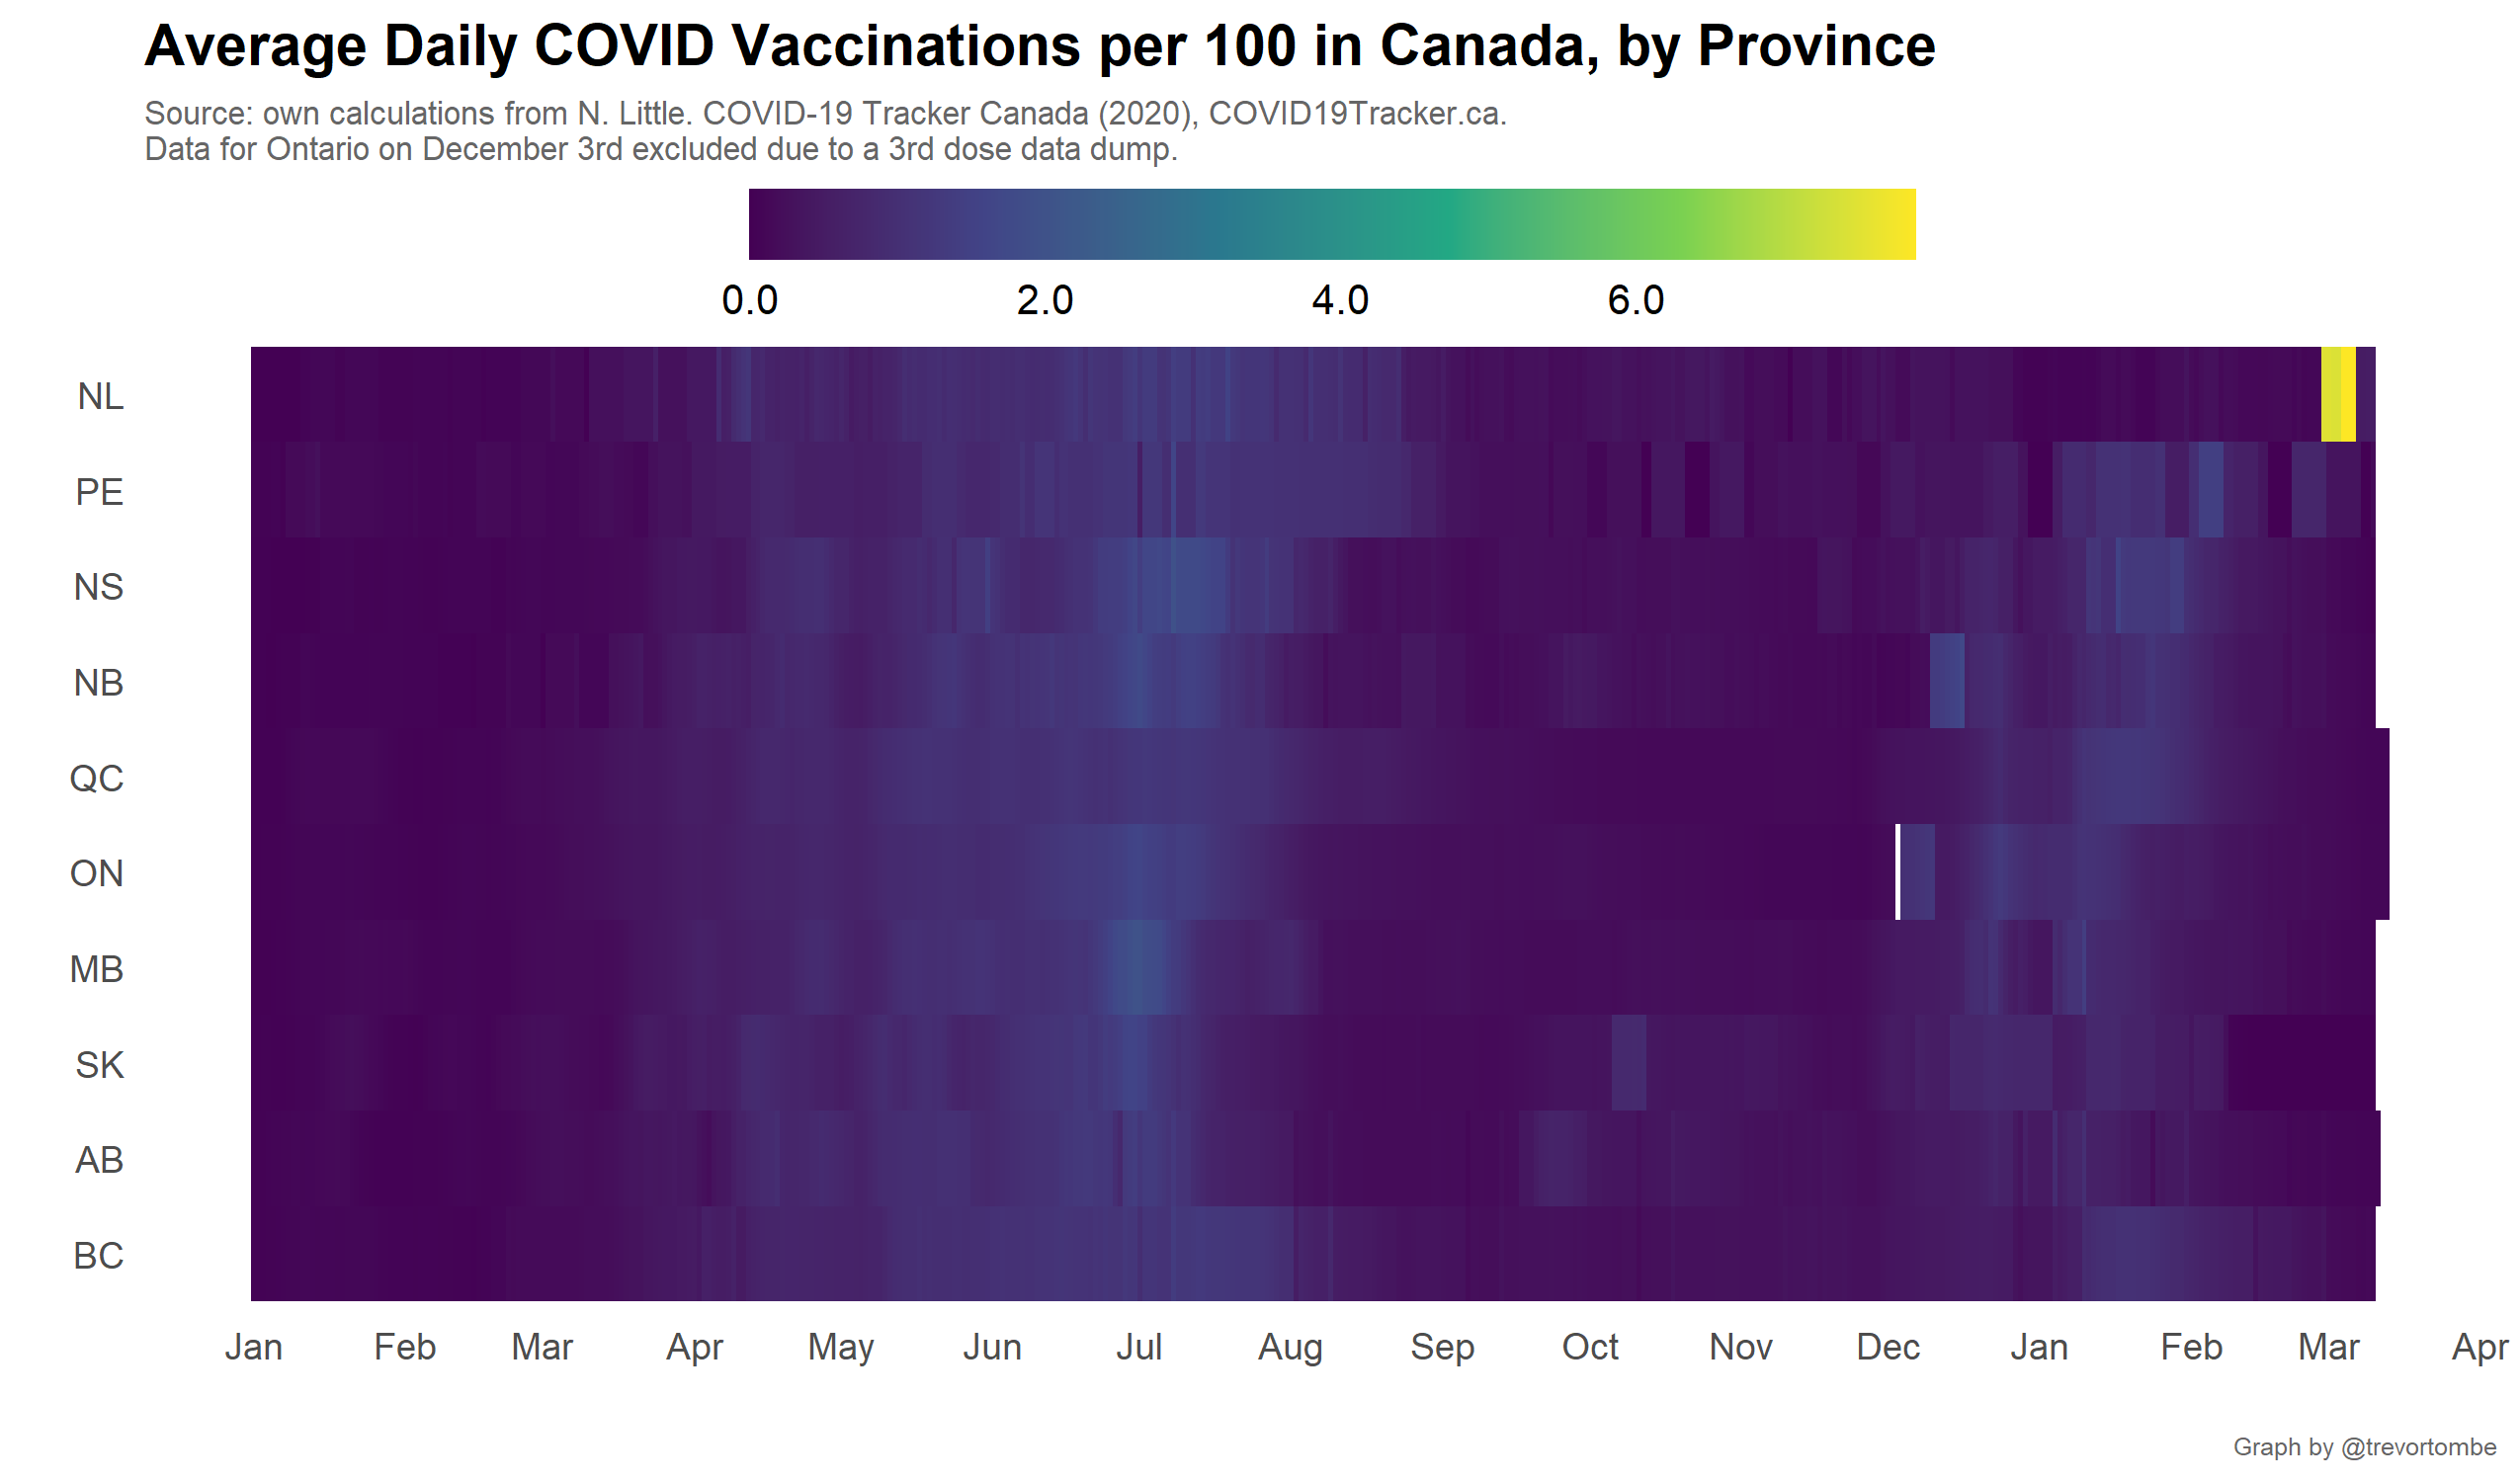 Average Daily COVID Vaccinations per 100 in Canada, by Province
Source: own calculations from N. Little. COVID-19 Tracker Canada (2020), COVID19Tracker.ca.
Data for Ontario on December 3rd excluded due to a 3rd dose data dump.
0.0 2.0 4.0 6.0
NL
PE
NS
NB
QC
ON
MB
SK
AB
BC
Jan Feb Mar Apr May Jun Jul Aug Sep Oct Nov Dec Jan Feb Mar Apr
Graph by @trevortombe